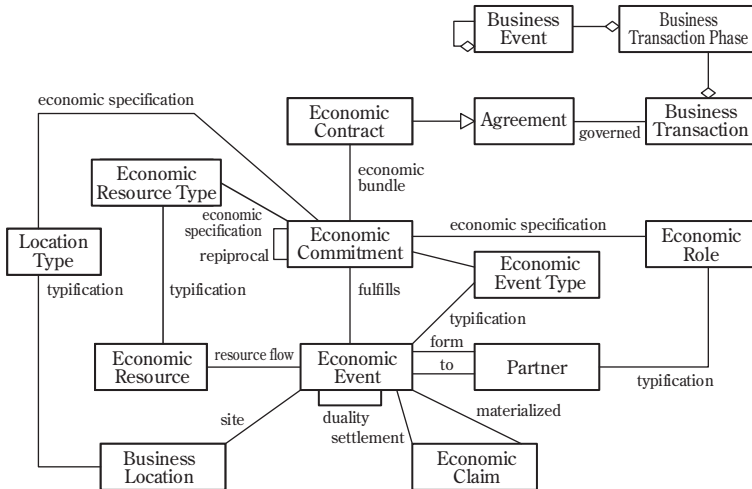 Business
Event
Business
Transaction Phase
economic specification
Economic
Contract
Agreement
governed
Business
Transaction
economic
bundle
Economic
Resource Type
economic
specification
repiprocal
Location
Type
Economic
Commitment
economic specification
Economic
Role
Economic
Event Type
typification
typification
fulfills
typification
Economic
Resource
resource flow
Economic
Event
form
to
Partner
typification
site
duality
settlement
materialized
Business
Location
Economic
Claim